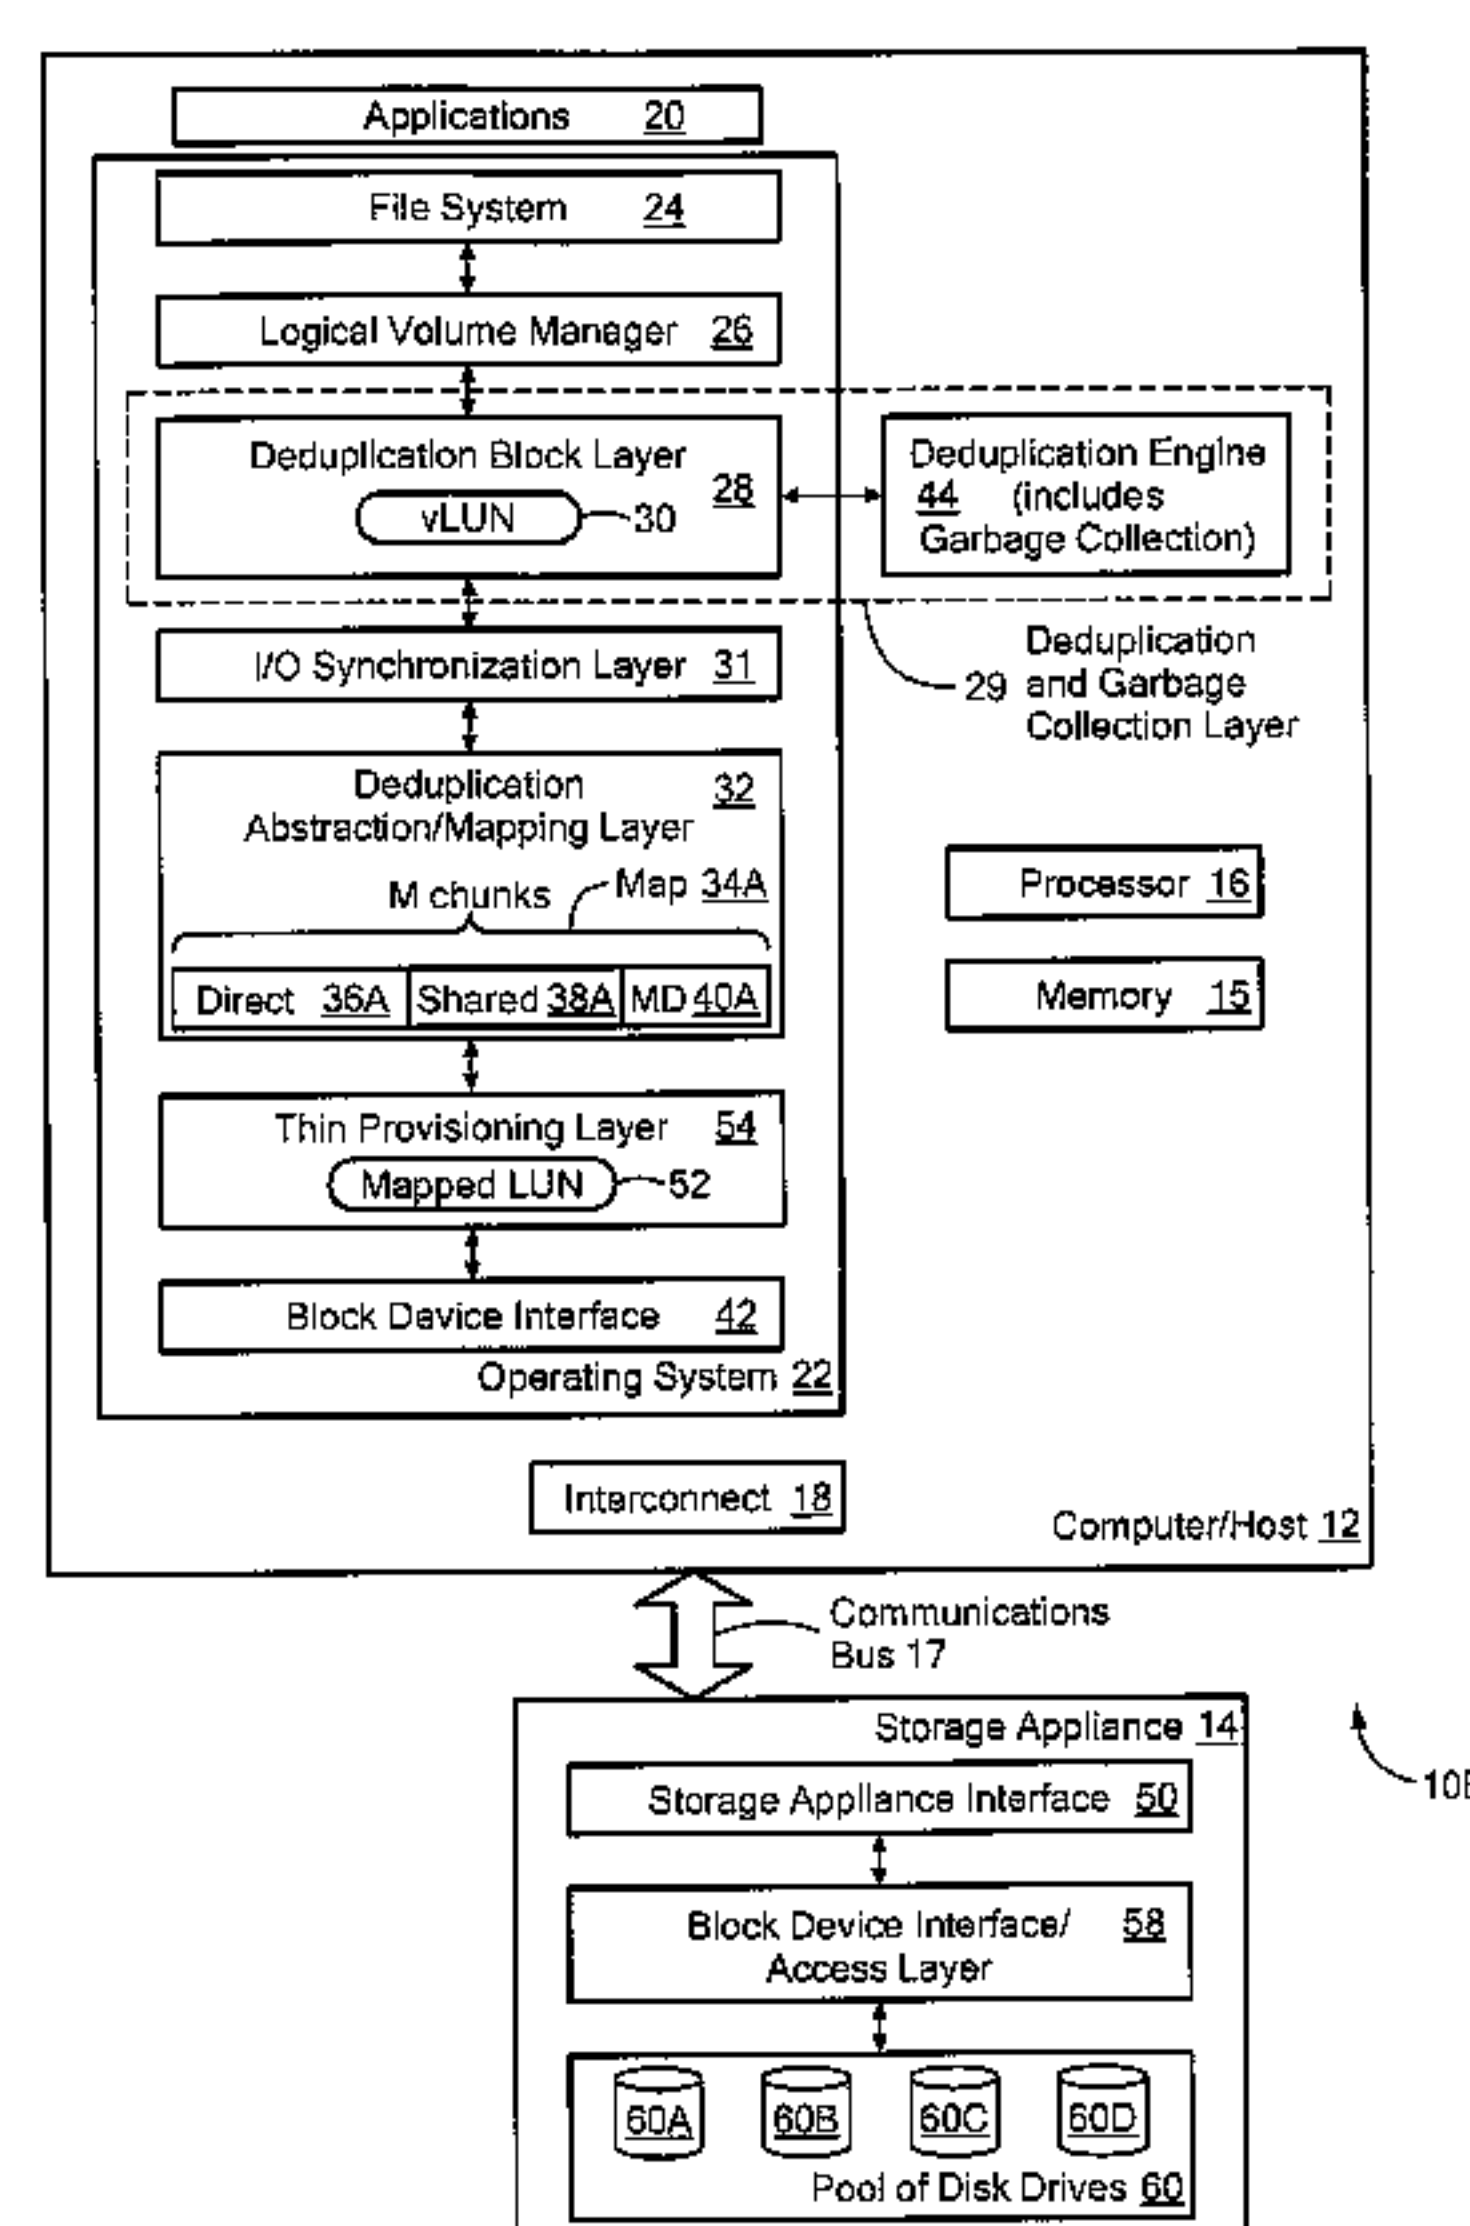 Applications 20
File System 24
Logical Volume Manager 26
Deduplication Block Layer
28
vLUN
30
Deduplication Engine
44 (includes
Garbage Collection)
I/O Synchronization Layer 31
29
Deduplication
and Garbage
Collection Layer
Deduplication
Abstraction/Mapping Layer
32
M chunks
Map 34A
Direct 36A
Shared 38A
MD 40A
Processor 16
Memory 15
Thin Provisioning Layer 54
Mapped LUN
52
Block Device Interface 42
Operating System 22
Interconnect 18
Computer/Host 12
Communications
Bus 17
Storage Appliance 14
Storage Appliance Interface 50
Block Device Interface/
Access Layer
58
60A 60B 60C 60D
Pool of Disk Drives 60